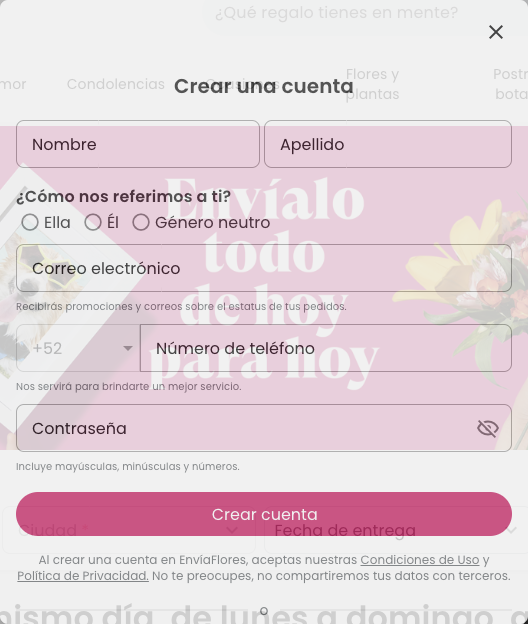 ¿Qué regalo tienes en mente?
mor Condolencias Flores y plantas Postr bota
Crear una cuenta
Nombre Apellido
¿Cómo nos referimos a ti?
Ella Él Género neutro
Envíalo
todo
de hoy
para hoy
Correo electrónico
Recibirás promociones y correos sobre el estatus de tus pedidos.
+52 Número de teléfono
Nos servirá para brindarte un mejor servicio.
Contraseña
Incluye mayúsculas, minúsculas y números.
Crear cuenta
Ciudad * Fecha de entrega
Al crear una cuenta en EnvíaFlores, aceptas nuestras Condiciones de Uso y
Política de Privacidad. No te preocupes, no compartiremos tus datos con terceros.
o
nismo día, de lunes a domingo, a